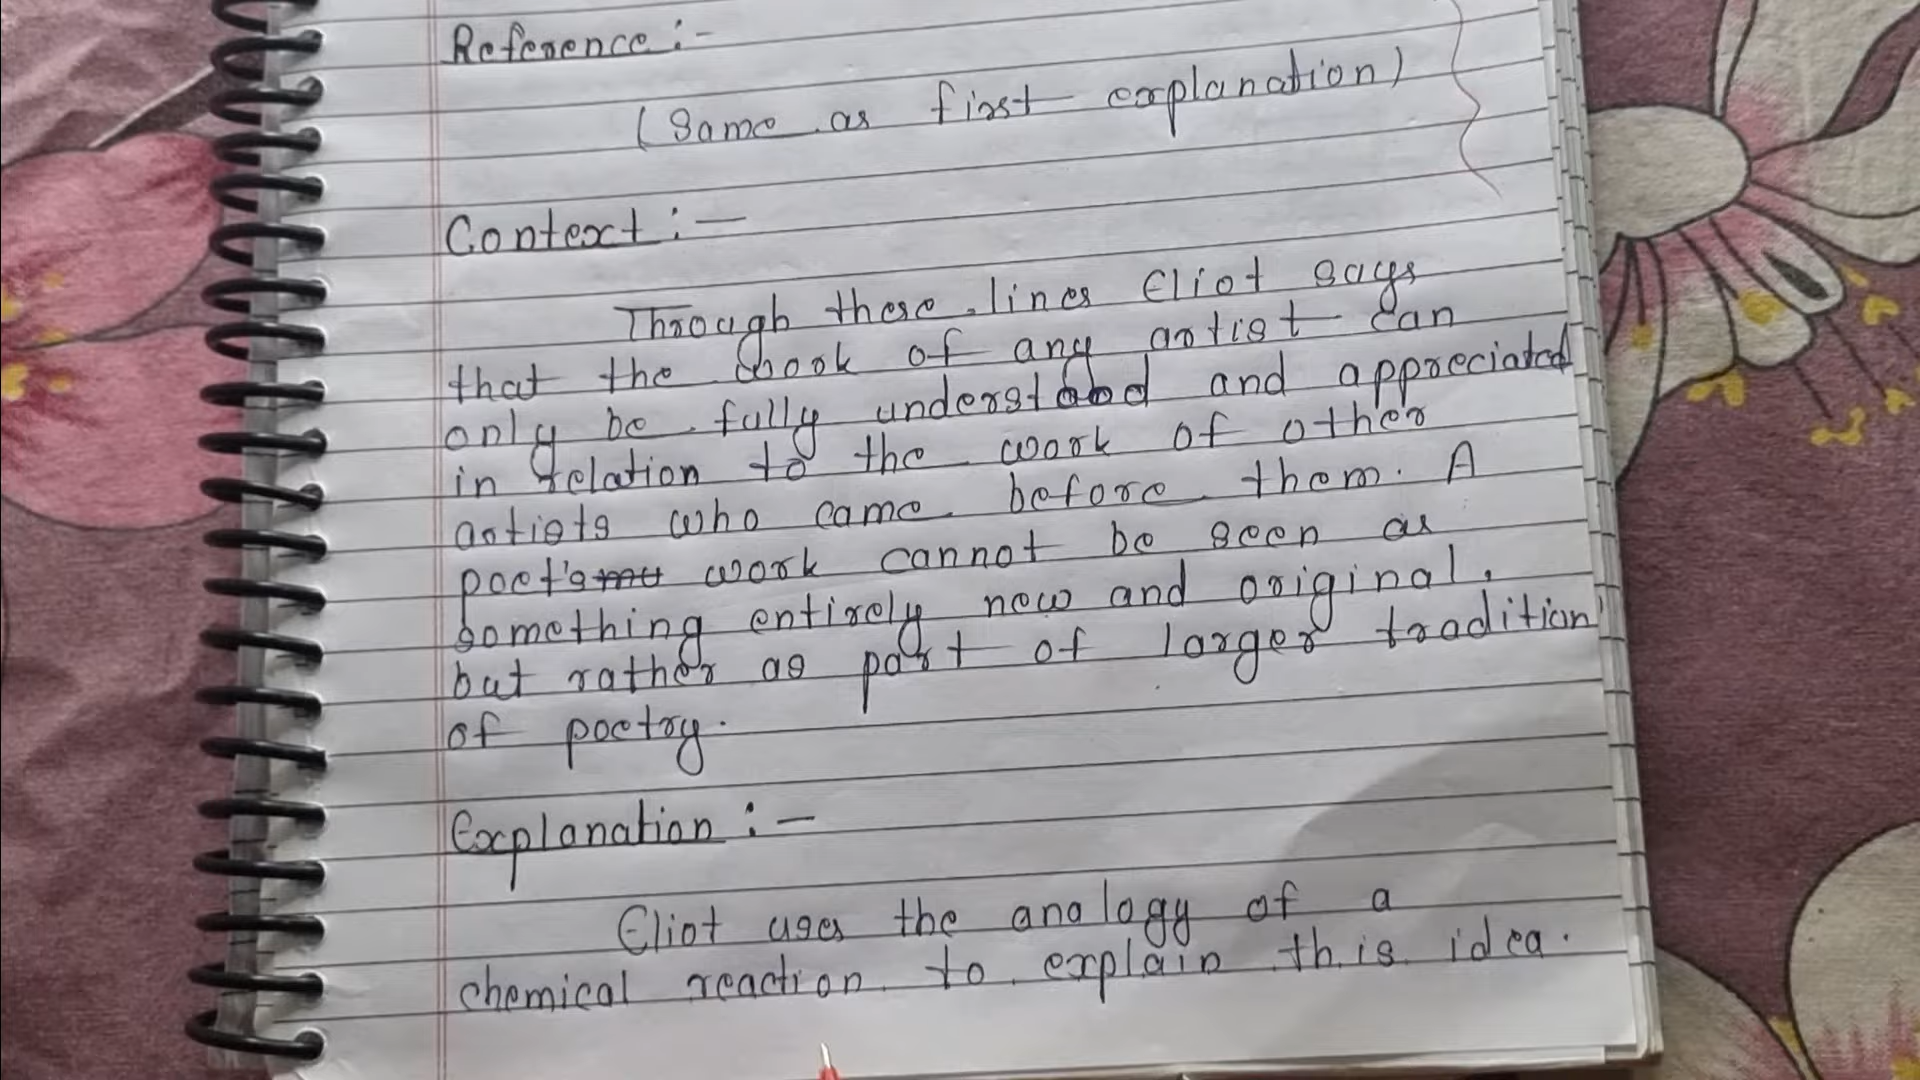 Reference :-
(Same as first explanation)
Context :-
Through these lines Eliot says
that the work of any artist can
only be fully understood and appreciated
in relation to the work of other
artists who came before them. A
poet's work cannot be seen as
something entirely new and original,
but rather as part of larger tradition
of poetry.
Explanation :-
Eliot uses the analogy of a
chemical reaction to explain this idea.